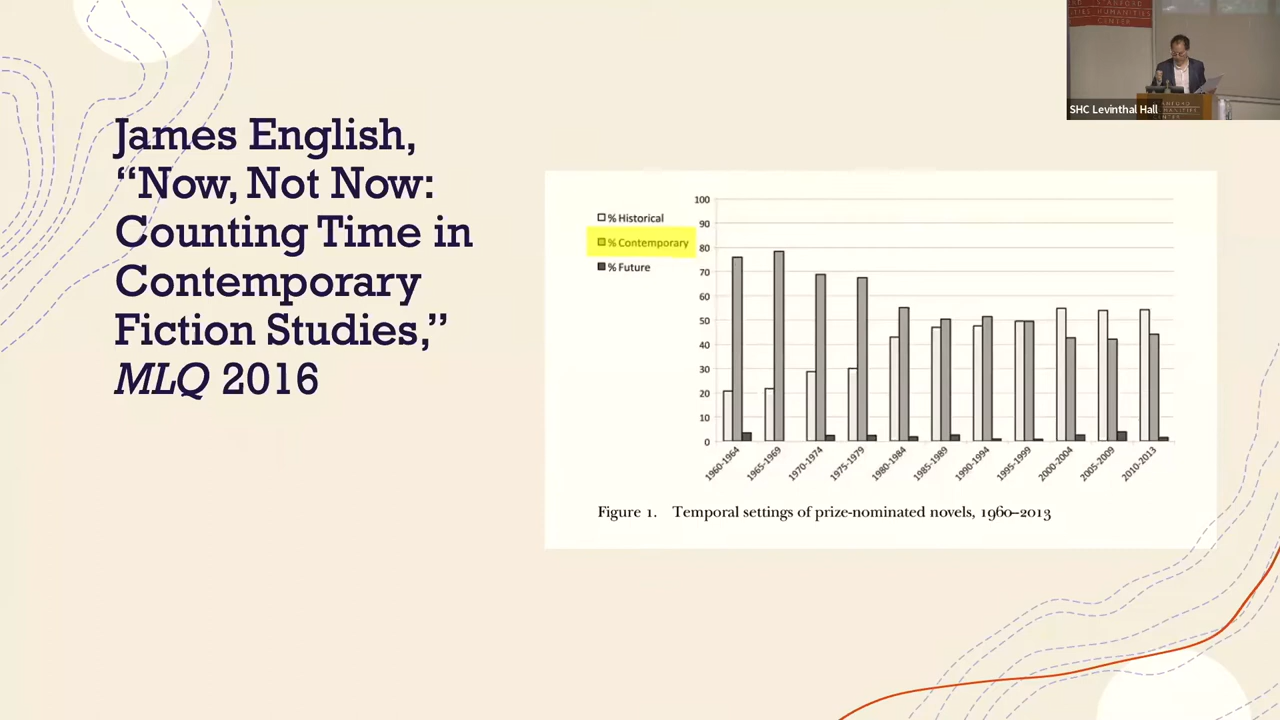 James English,
“Now, Not Now:
Counting Time in
Contemporary
Fiction Studies,”
MLQ 2016
% Historical
% Contemporary
% Future
100
90
80
70
60
50
40
30
20
10
0
1960-1964
1965-1969
1970-1974
1975-1979
1980-1984
1985-1989
1990-1994
1995-1999
2000-2004
2005-2009
2010-2013
Figure 1. Temporal settings of prize-nominated novels, 1960–2013
STANFORD
HUMANITIES
CENTER
SHC Levinthal Hall